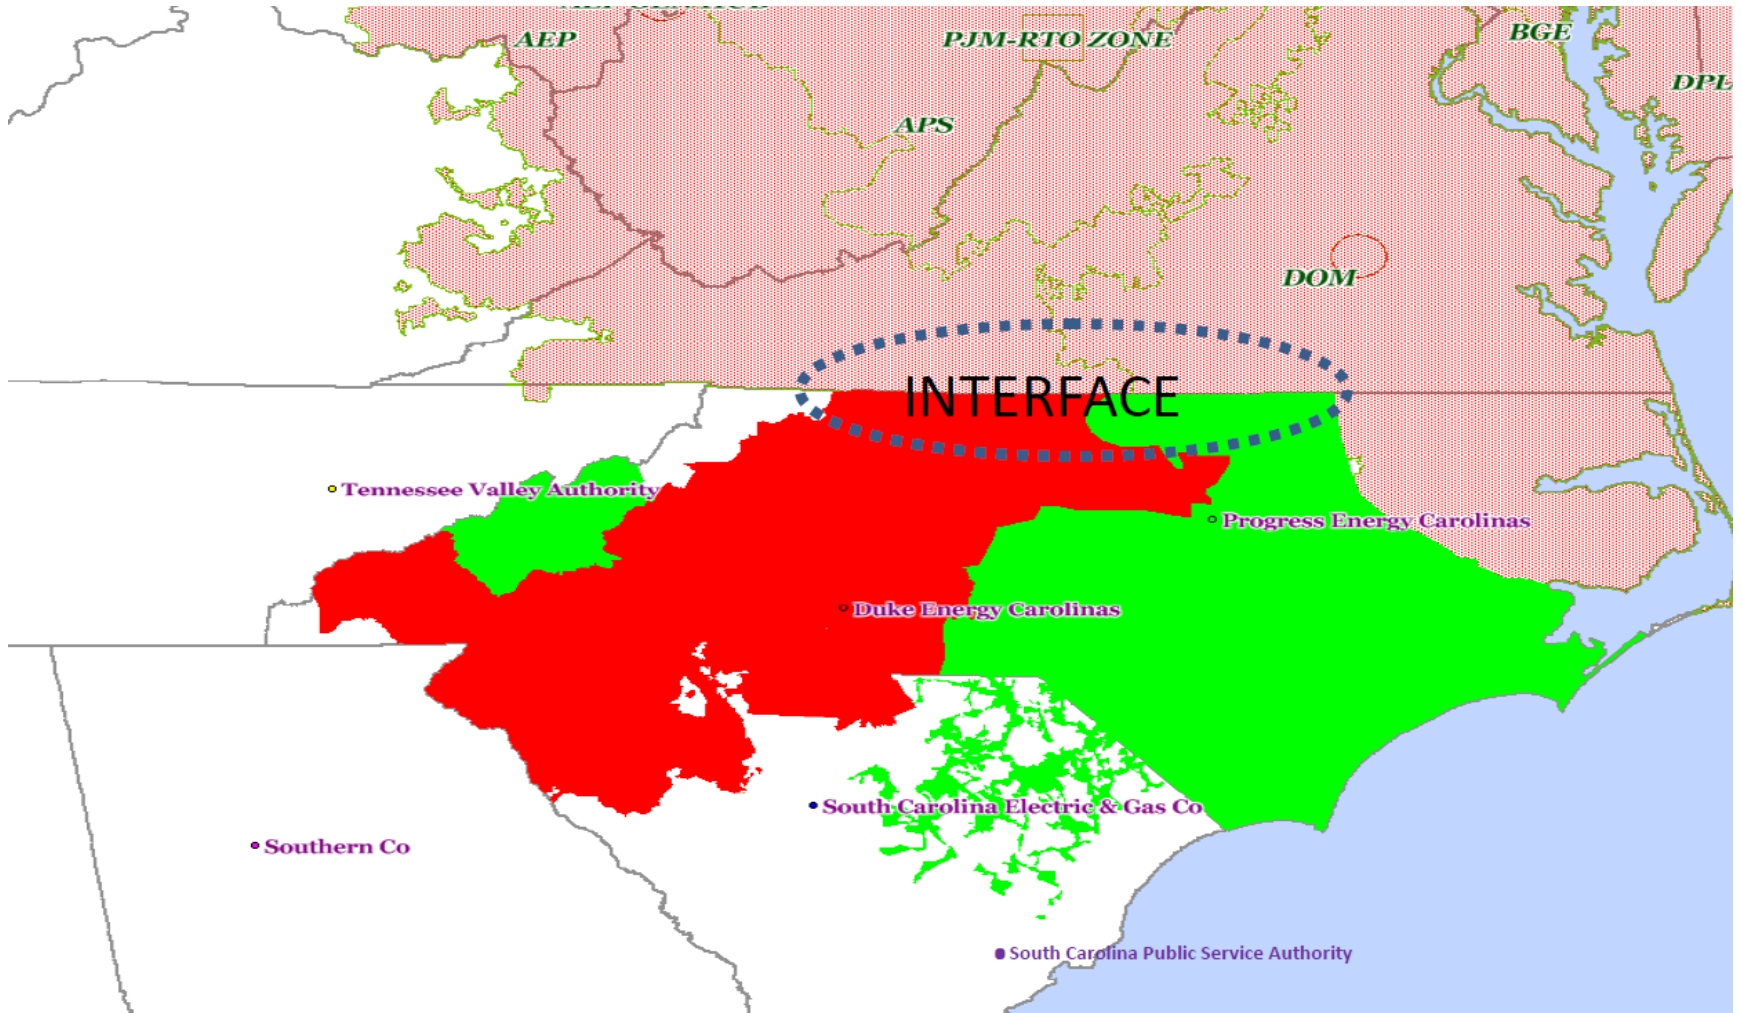 AEP
PJM-RTO ZONE
BGE
DPL
APS
DOM
INTERFACE
Tennessee Valley Authority
Progress Energy Carolinas
Duke Energy Carolinas
South Carolina Electric & Gas Co
Southern Co
South Carolina Public Service Authority